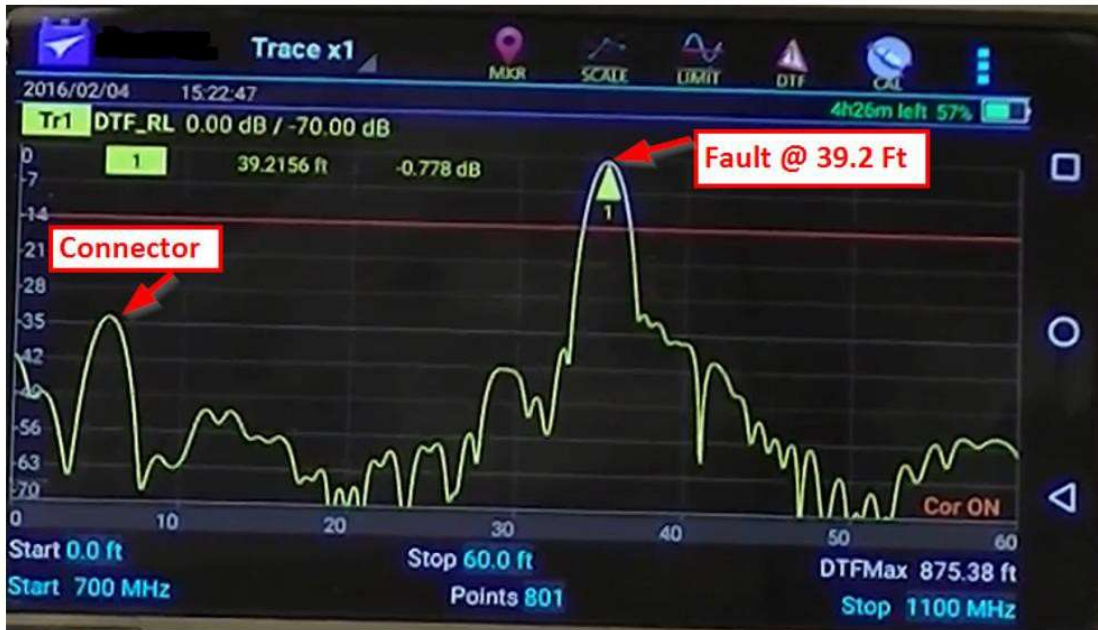 Trace x1
MKR SCALE LIMIT DTF CAL
2016/02/04 15:22:47
4h26m left 57%
Tr1 DTF_RL 0.00 dB / -70.00 dB
1 39.2156 ft -0.778 dB
Fault @ 39.2 Ft
1
Connector
0
-7
-14
-21
-28
-35
-42
-49
-56
-63
-70
Cor ON
0 10 20 30 40 50 60
Start 0.0 ft Stop 60.0 ft DTFMax 875.38 ft
Start 700 MHz Points 801 Stop 1100 MHz